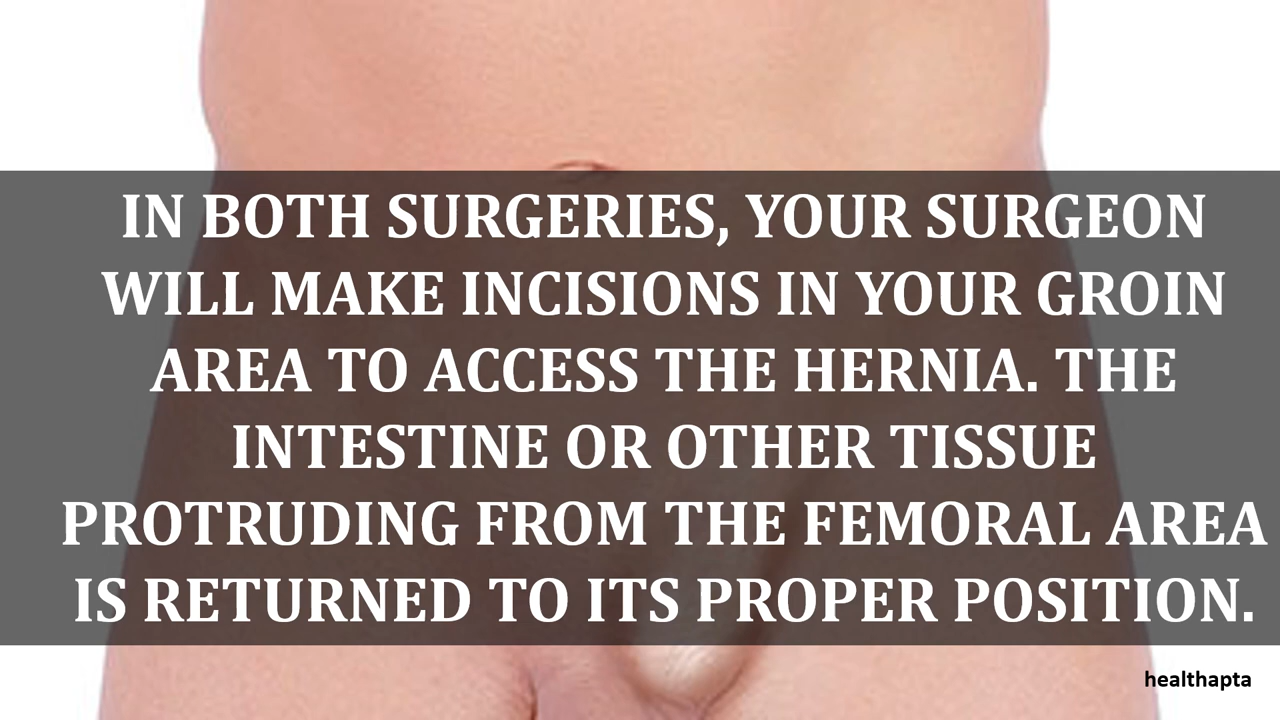 IN BOTH SURGERIES, YOUR SURGEON
WILL MAKE INCISIONS IN YOUR GROIN
AREA TO ACCESS THE HERNIA. THE
INTESTINE OR OTHER TISSUE
PROTRUDING FROM THE FEMORAL AREA
IS RETURNED TO ITS PROPER POSITION.
healthapta